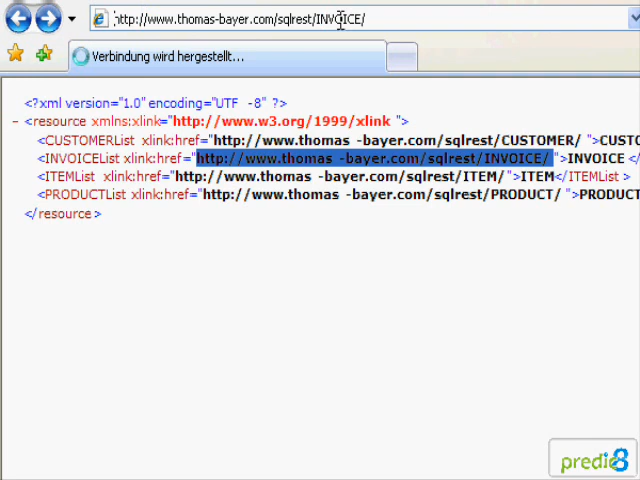 http://www.thomas-bayer.com/sqlrest/INVOICE/
Verbindung wird hergestellt...
<?xml version="1.0" encoding="UTF -8" ?>
- <resource xmlns:xlink="http://www.w3.org/1999/xlink ">
<CUSTOMERList xlink:href="http://www.thomas -bayer.com/sqlrest/CUSTOMER/ ">CUSTO
<INVOICEList xlink:href="http://www.thomas -bayer.com/sqlrest/INVOICE/ ">INVOICE </
<ITEMList xlink:href="http://www.thomas -bayer.com/sqlrest/ITEM/ ">ITEM</ITEMList >
<PRODUCTList xlink:href="http://www.thomas -bayer.com/sqlrest/PRODUCT/ ">PRODUCT
</resource>
predic8